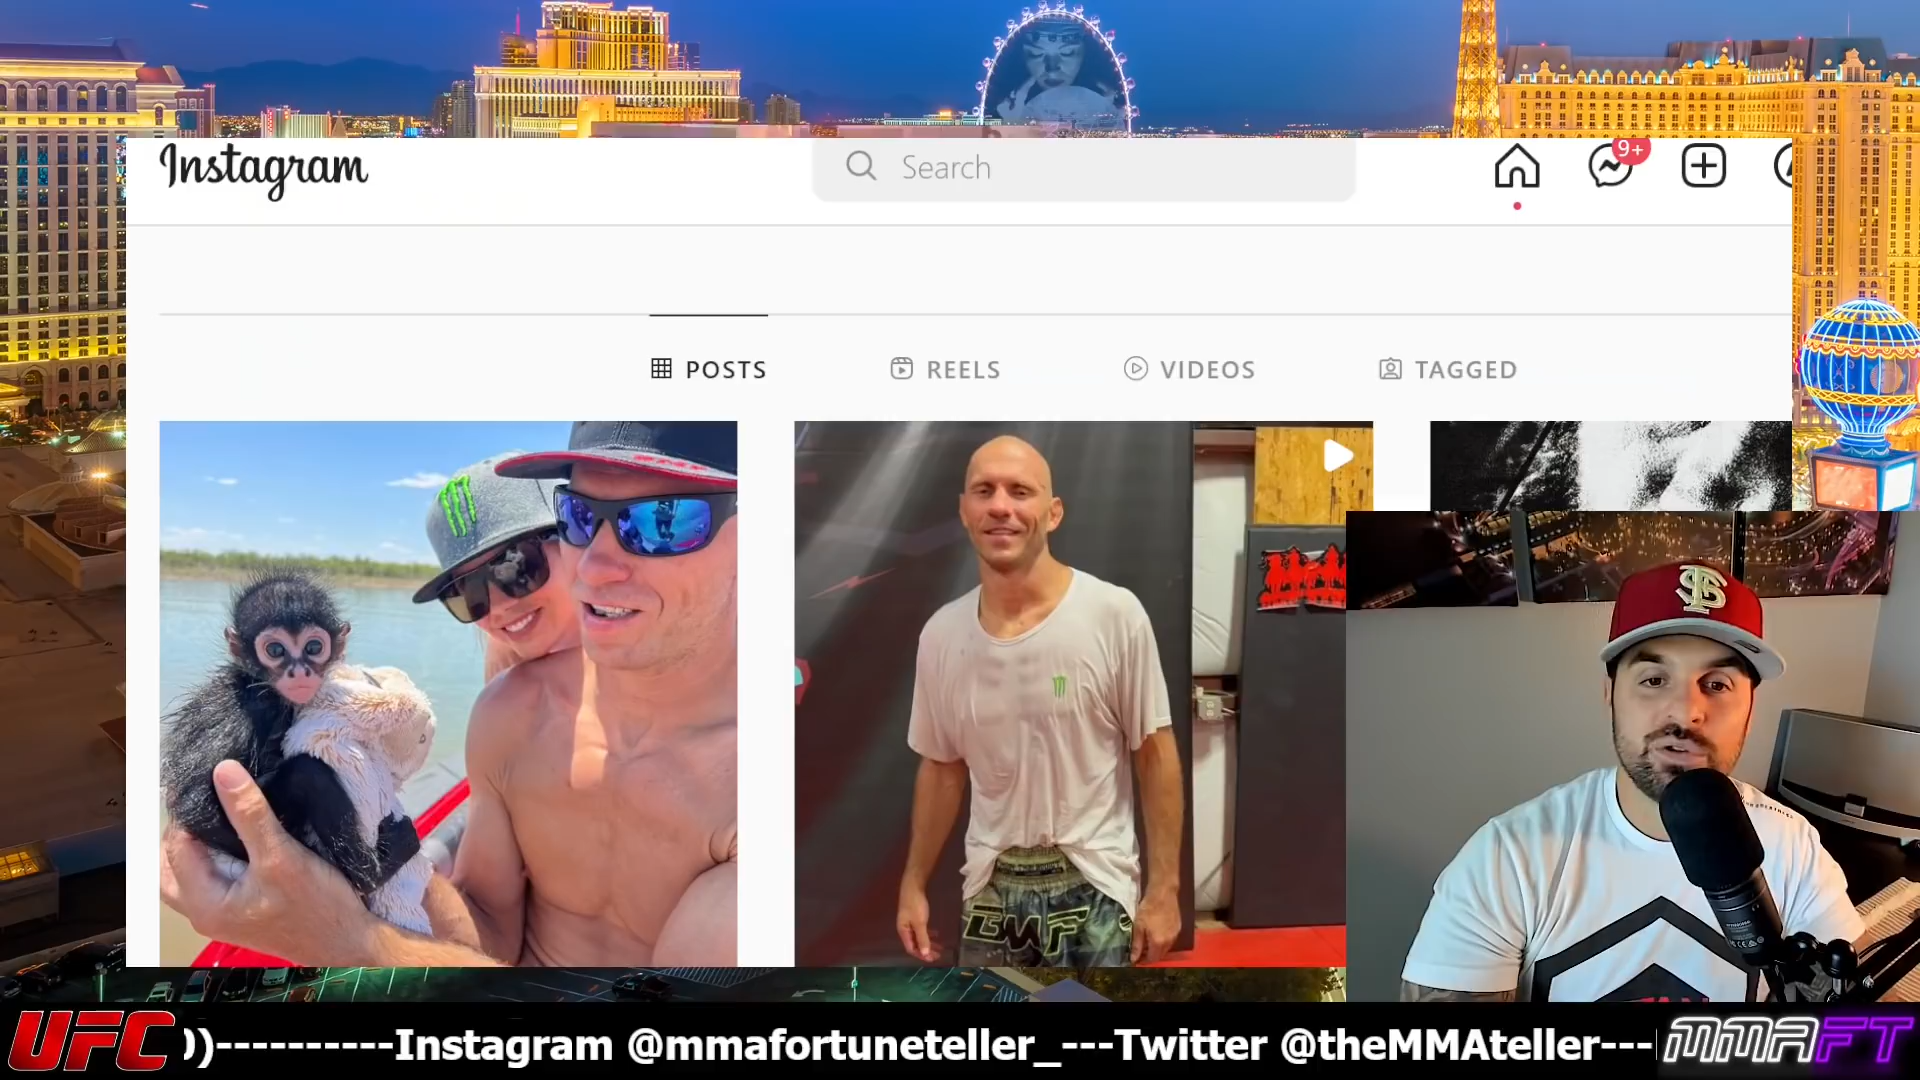 Instagram
Search
9+
POSTS
REELS
VIDEOS
TAGGED
BMF
UFC
))----------Instagram @mmafortuneteller_---Twitter @theMMAteller---
MMAFT